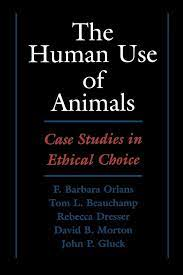 The
Human Use
of
Animals
Case Studies in
Ethical Choice
F. Barbara Orlans
Tom L. Beauchamp
Rebecca Dresser
David B. Morton
John P. Gluck